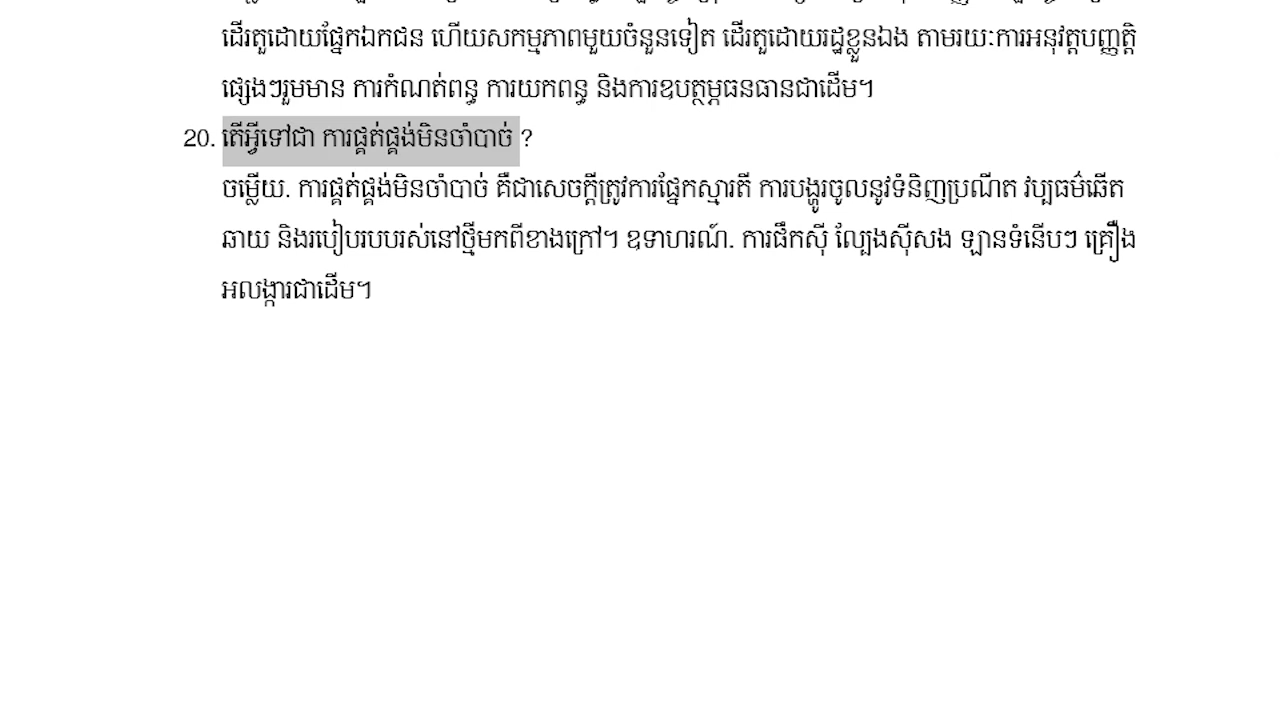 ដើរតួដោយផ្នែកឯកជន ហើយសកម្មភាពមួយចំនួនទៀត ដើរតួដោយរដ្ឋខ្លួនឯង តាមរយៈការអនុវត្តបញ្ញត្តិ
ផ្សេងៗរួមមាន ការកំណត់ពន្ធ ការយកពន្ធ និងការឧបត្ថម្ភធនធានជាដើម។
20. តើអ្វីទៅជា ការផ្គត់ផ្គង់មិនចាំបាច់ ?
ចម្លើយ. ការផ្គត់ផ្គង់មិនចាំបាច់ គឺជាសេចក្ដីត្រូវការផ្នែកស្មារតី ការបង្ហូរចូលនូវទំនិញប្រណីត វប្បធម៌ឆើត
ឆាយ និងរបៀបរបបរស់នៅថ្មីមកពីខាងក្រៅ។ ឧទាហរណ៍. ការផឹកស៊ី ល្បែងស៊ីសង ឡានទំនើបៗ គ្រឿង
អលង្ការជាដើម។